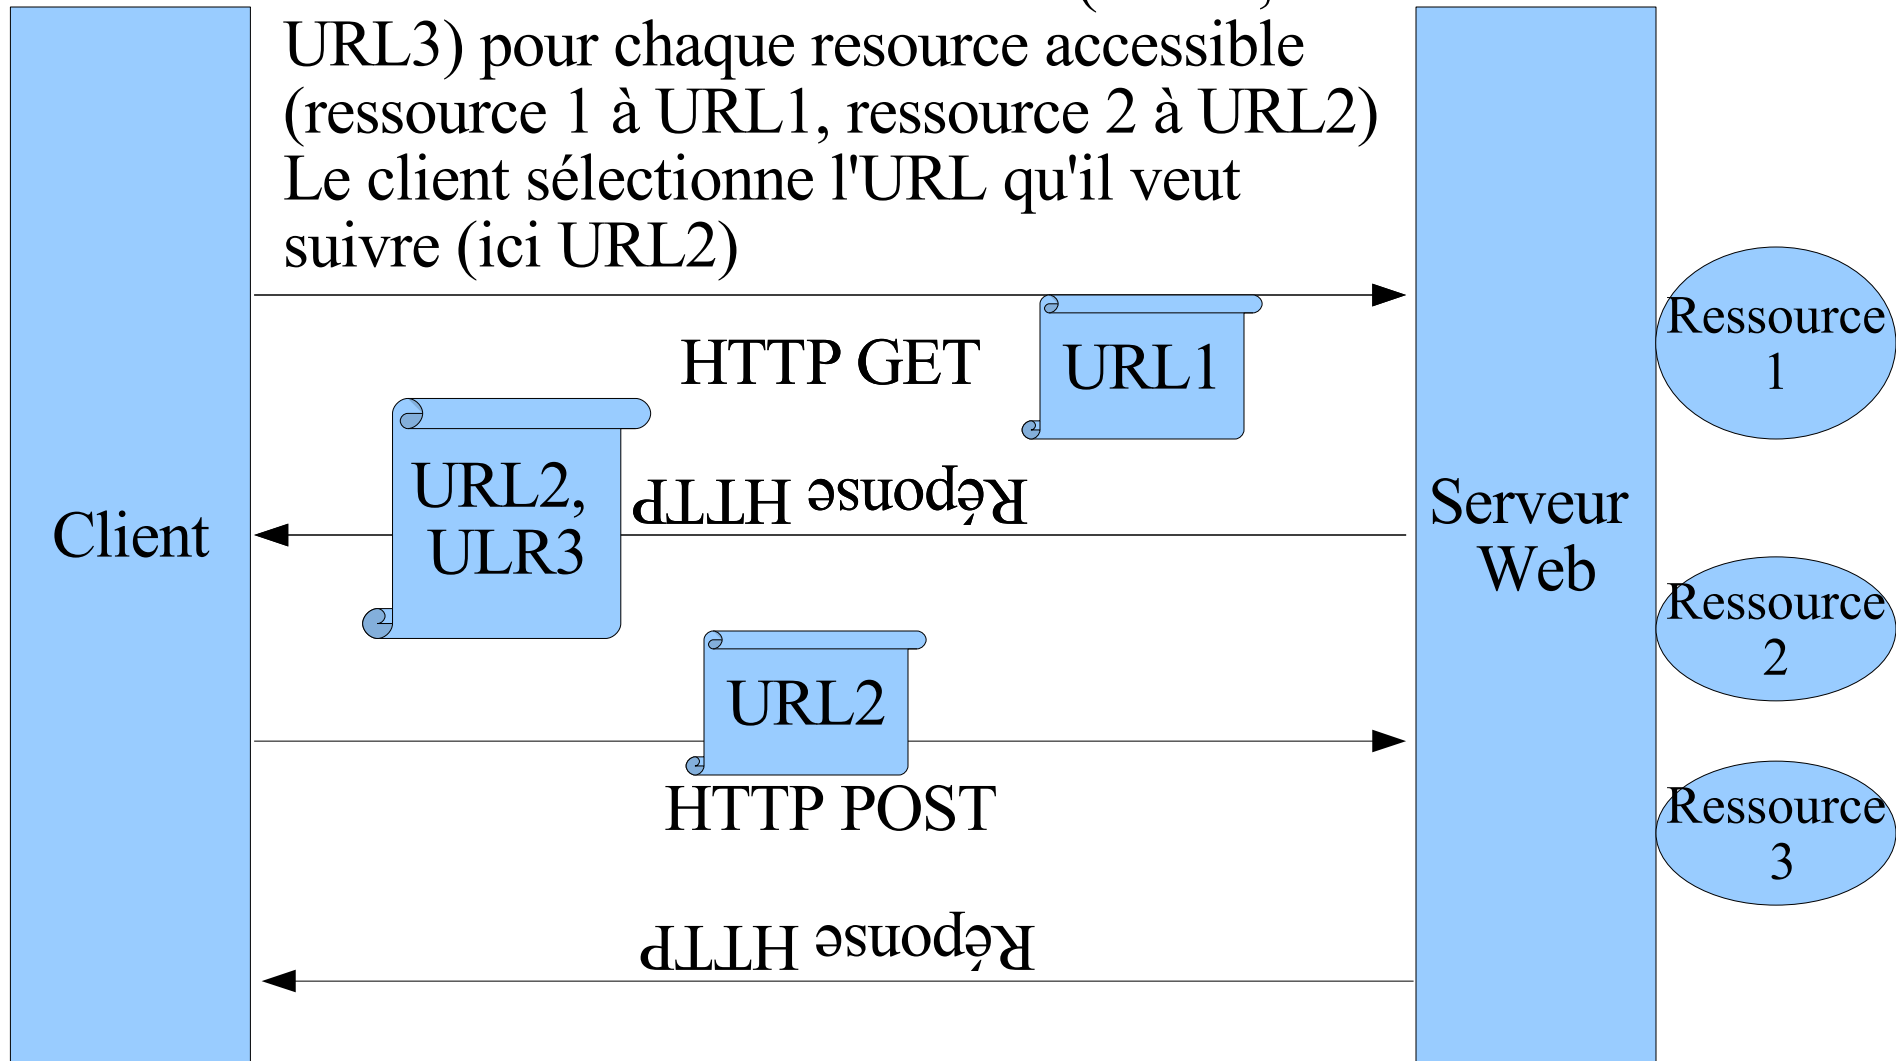 URL3) pour chaque resource accessible
(ressource 1 à URL1, ressource 2 à URL2)
Le client sélectionne l'URL qu'il veut
suivre (ici URL2)
HTTP GET
URL1
Ressource
1
URL2,
ULR3
Réponse HTTP
Client
Serveur
Web
Ressource
2
URL2
HTTP POST
Ressource
3
Réponse HTTP